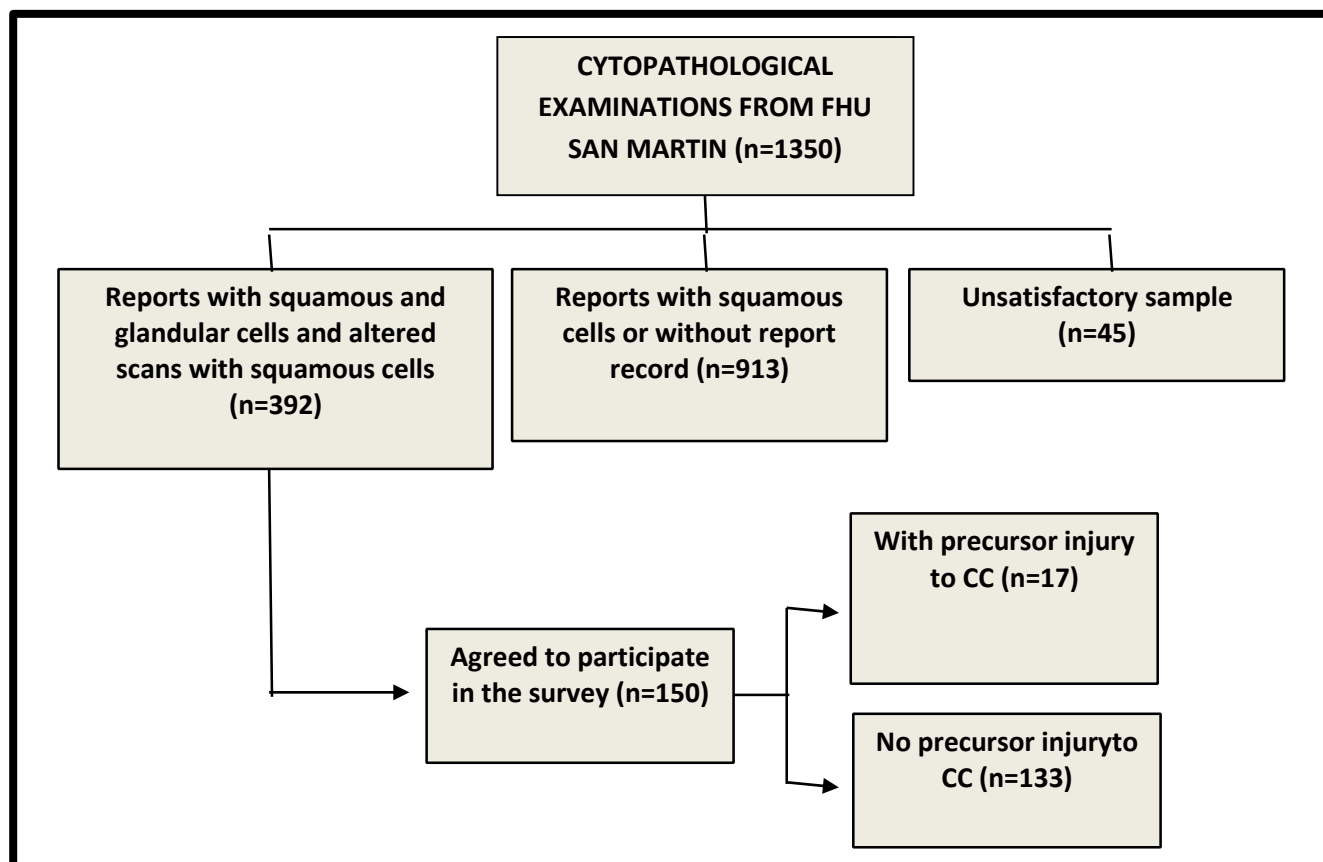 CYTOPATHOLOGICAL
EXAMINATIONS FROM FHU
SAN MARTIN (n=1350)
Reports with squamous and
glandular cells and altered
scans with squamous cells
(n=392)
Reports with squamous
cells or without report
record (n=913)
Unsatisfactory sample
(n=45)
With precursor injury
to CC (n=17)
Agreed to participate
in the survey (n=150)
No precursor injuryto
CC (n=133)